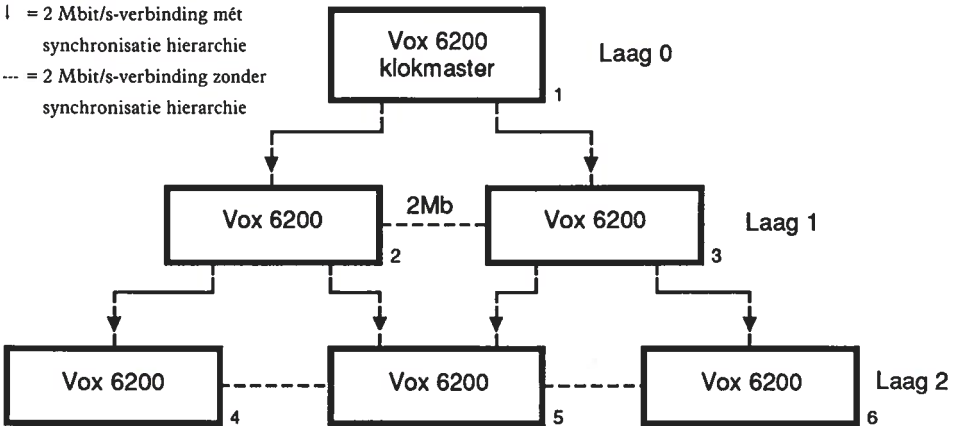 ↓ = 2 Mbit/s-verbinding mét
synchronisatie hierarchie
--- = 2 Mbit/s-verbinding zonder
synchronisatie hierarchie
Vox 6200
klokmaster
1
Laag 0
Vox 6200
2
2Mb
Vox 6200
3
Laag 1
Vox 6200
4
Vox 6200
5
Vox 6200
6
Laag 2